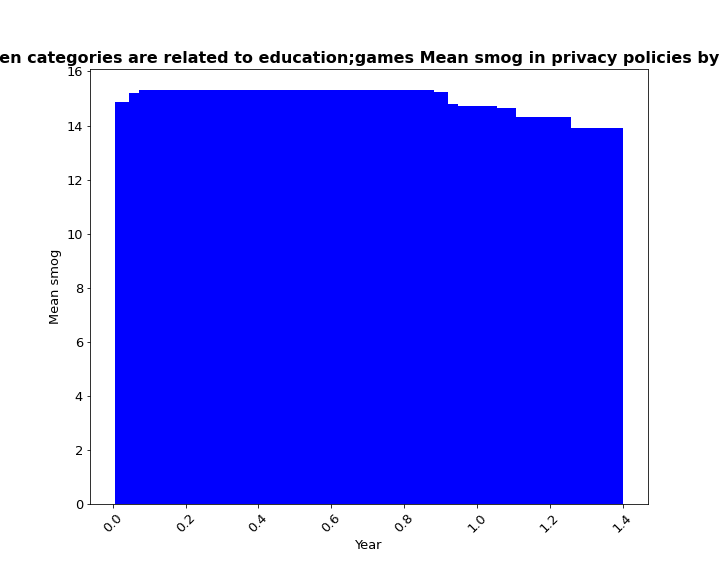 en categories are related to education;games Mean smog in privacy policies by
16
14
12
10
8
6
4
2
0
Mean smog
0.0 0.2 0.4 0.6 0.8 1.0 1.2 1.4
Year